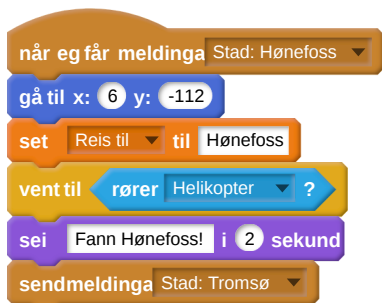 når eg får meldinga Stad: Hønefoss
gå til x: 6 y: -112
set Reis til til Hønefoss
vent til rører Helikopter ?
sei Fann Hønefoss! i 2 sekund
sendmeldinga Stad: Tromsø